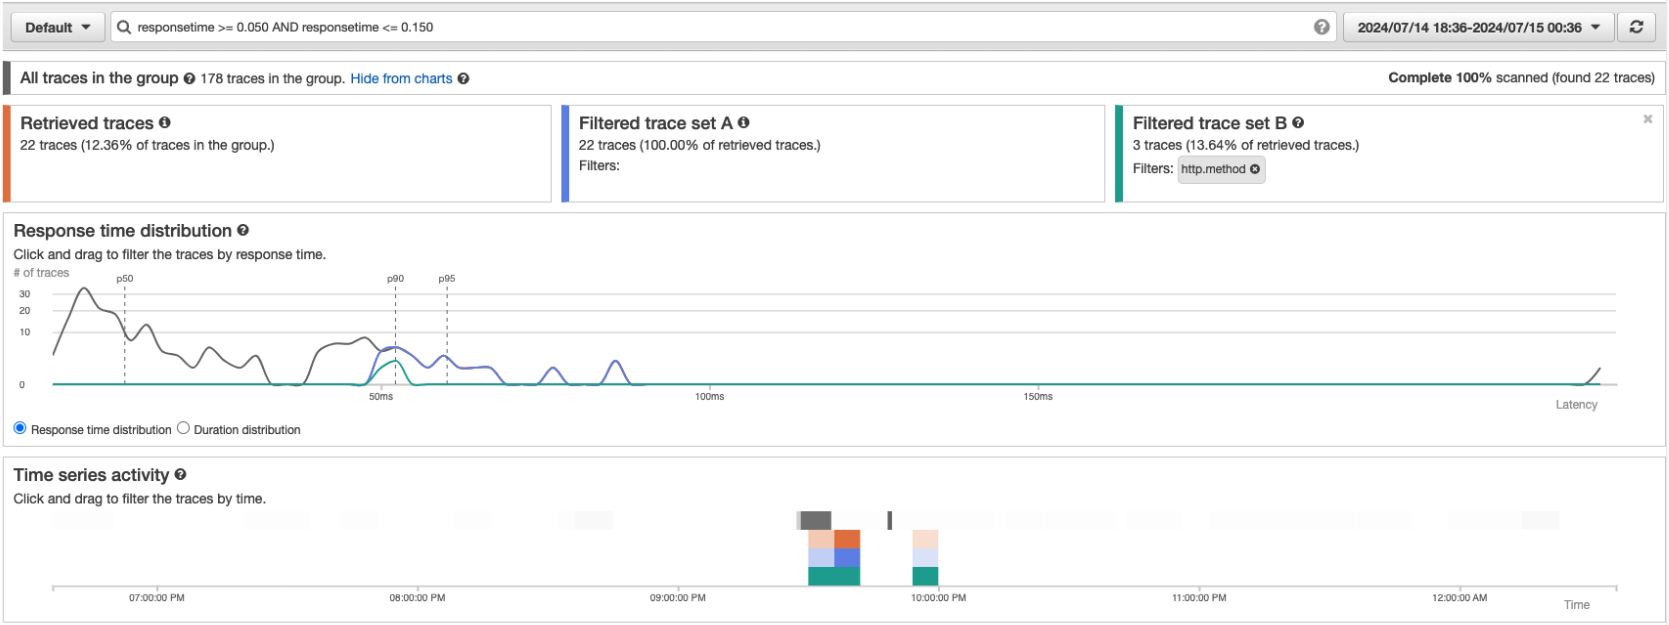 Default
responsetime >= 0.050 AND responsetime <= 0.150
2024/07/14 18:36-2024/07/15 00:36
All traces in the group 178 traces in the group. Hide from charts
Complete 100% scanned (found 22 traces)
Retrieved traces
22 traces (12.36% of traces in the group.)
Filtered trace set A
22 traces (100.00% of retrieved traces.)
Filters:
Filtered trace set B
3 traces (13.64% of retrieved traces.)
Filters: http.method
Response time distribution
Click and drag to filter the traces by response time.
# of traces
p50 p90 p95
30
20
10
0
50ms 100ms 150ms
Latency
Response time distribution Duration distribution
Time series activity
Click and drag to filter the traces by time.
07:00:00 PM 08:00:00 PM 09:00:00 PM 10:00:00 PM 11:00:00 PM 12:00:00 AM
Time